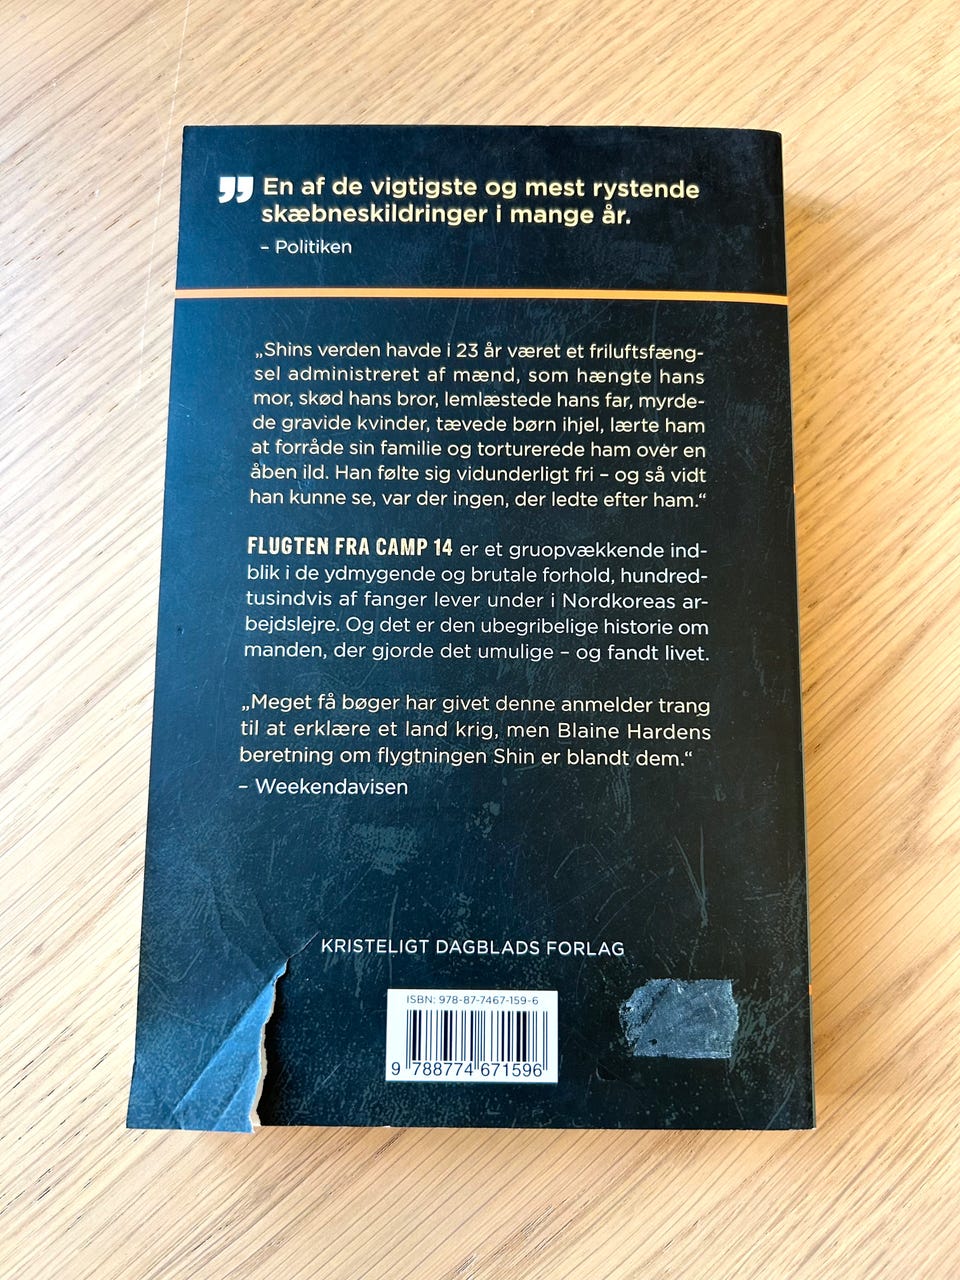 ” En af de vigtigste og mest rystende
skæbneskildringer i mange år.
– Politiken
„Shins verden havde i 23 år været et friluftsfæng-
sel administreret af mænd, som hængte hans
mor, skød hans bror, lemlæstede hans far, myrde-
de gravide kvinder, tævede børn ihjel, lærte ham
at forråde sin familie og torturerede ham over en
åben ild. Han følte sig vidunderligt fri – og så vidt
han kunne se, var der ingen, der ledte efter ham.“
FLUGTEN FRA CAMP 14 er et gruopvækkende ind-
blik i de ydmygende og brutale forhold, hundred-
tusindvis af fanger lever under i Nordkoreas ar-
bejdslejre. Og det er den ubegribelige historie om
manden, der gjorde det umulige – og fandt livet.
„Meget få bøger har givet denne anmelder trang
til at erklære et land krig, men Blaine Hardens
beretning om flygtningen Shin er blandt dem.“
– Weekendavisen
KRISTELIGT DAGBLADS FORLAG
ISBN: 978-87-7467-159-6
9 788774 671596